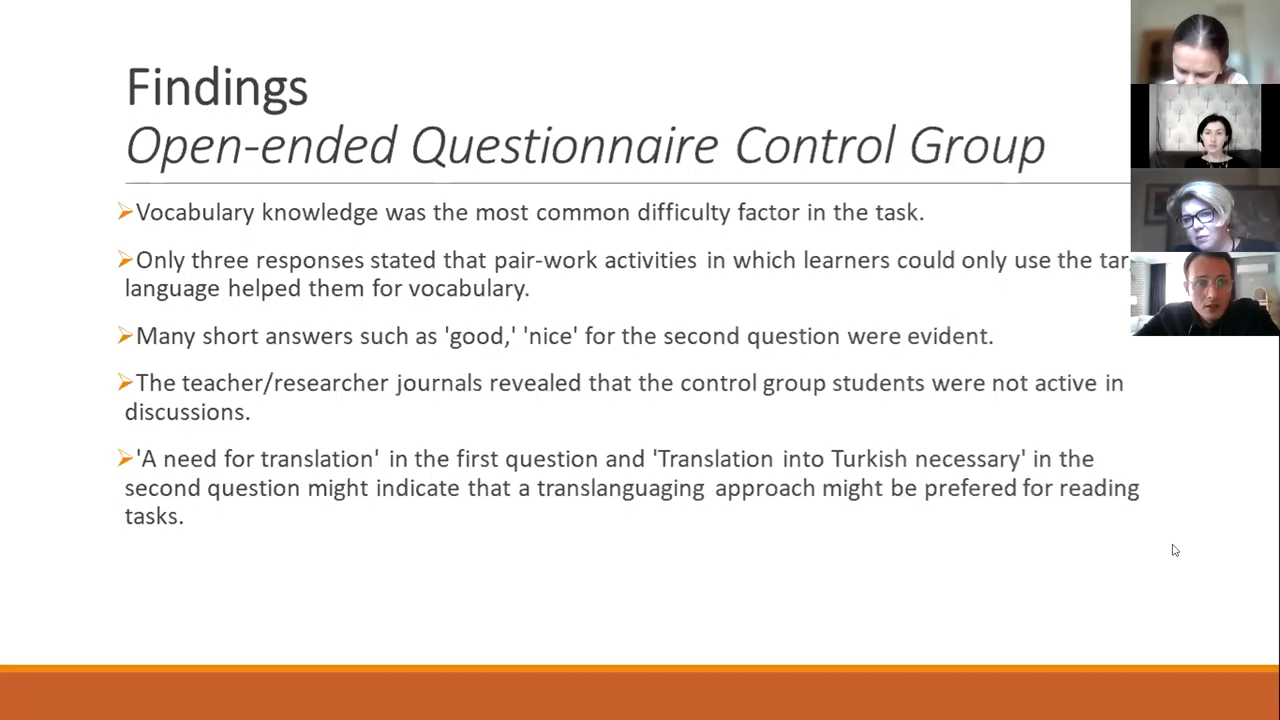 Findings
Open-ended Questionnaire Control Group
Vocabulary knowledge was the most common difficulty factor in the task.
Only three responses stated that pair-work activities in which learners could only use the tar
language helped them for vocabulary.
Many short answers such as 'good,' 'nice' for the second question were evident.
The teacher/researcher journals revealed that the control group students were not active in
discussions.
'A need for translation' in the first question and 'Translation into Turkish necessary' in the
second question might indicate that a translanguaging approach might be prefered for reading
tasks.